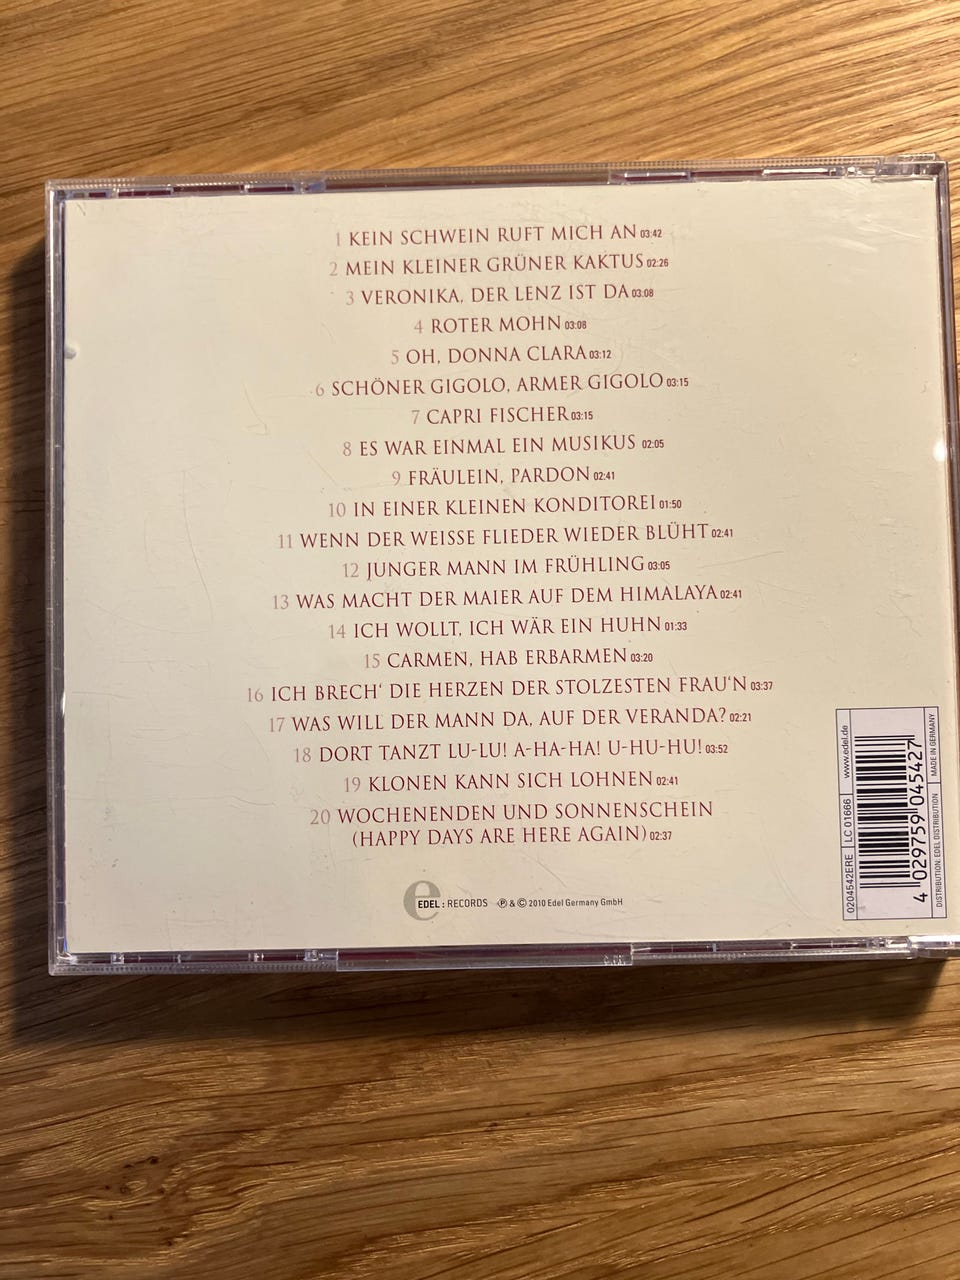 1 KEIN SCHWEIN RUFT MICH AN 03:42
2 MEIN KLEINER GRÜNER KAKTUS 02:26
3 VERONIKA, DER LENZ IST DA 03:08
4 ROTER MOHN 03:08
5 OH, DONNA CLARA 03:12
6 SCHÖNER GIGOLO, ARMER GIGOLO 03:15
7 CAPRI FISCHER 03:15
8 ES WAR EINMAL EIN MUSIKUS 02:05
9 FRÄULEIN, PARDON 02:41
10 IN EINER KLEINEN KONDITOREI 01:50
11 WENN DER WEISSE FLIEDER WIEDER BLÜHT 02:41
12 JUNGER MANN IM FRÜHLING 03:05
13 WAS MACHT DER MAIER AUF DEM HIMALAYA 02:41
14 ICH WOLLT, ICH WÄR EIN HUHN 01:33
15 CARMEN, HAB ERBARMEN 03:20
16 ICH BRECH‘ DIE HERZEN DER STOLZESTEN FRAU‘N 03:37
17 WAS WILL DER MANN DA, AUF DER VERANDA? 02:21
18 DORT TANZT LU-LU! A-HA-HA! U-HU-HU! 03:52
19 KLONEN KANN SICH LOHNEN 02:41
20 WOCHENENDEN UND SONNENSCHEIN
(HAPPY DAYS ARE HERE AGAIN) 02:37
e EDEL : RECORDS ℗ & © 2010 Edel Germany GmbH
0204542ERE LC 01666 www.edel.de
4 029759 045427
DISTRIBUTION: EDEL DISTRIBUTION MADE IN GERMANY